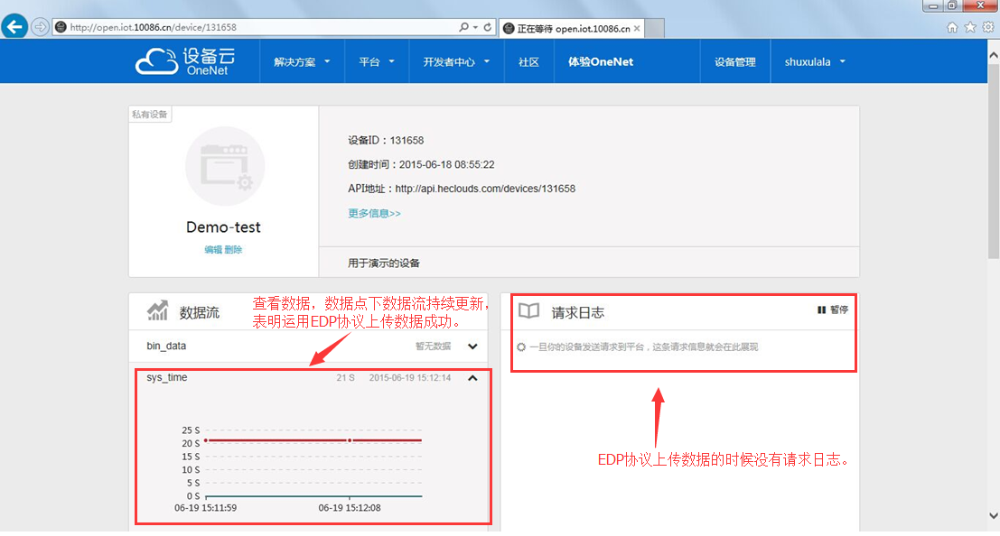 http://open.iot.10086.cn/device/131658
正在等待 open.iot.10086.cn
设备云
OneNet
解决方案
平台
开发者中心
社区
体验OneNet
设备管理
shuxulala
私有设备
Demo-test
编辑 删除
设备ID：131658
创建时间：2015-06-18 08:55:22
API地址：http://api.heclouds.com/devices/131658
更多信息>>
用于演示的设备
数据流
查看数据，数据点下数据流持续更新，
表明运用EDP协议上传数据成功。
bin_data
暂无数据
sys_time
21 S
2015-06-19 15:12:14
25 S
20 S
15 S
10 S
5 S
0 S
06-19 15:11:59
06-19 15:12:08
请求日志
暂停
一旦你的设备发送请求到平台，这条请求信息就会在此展现
EDP协议上传数据的时候没有请求日志。